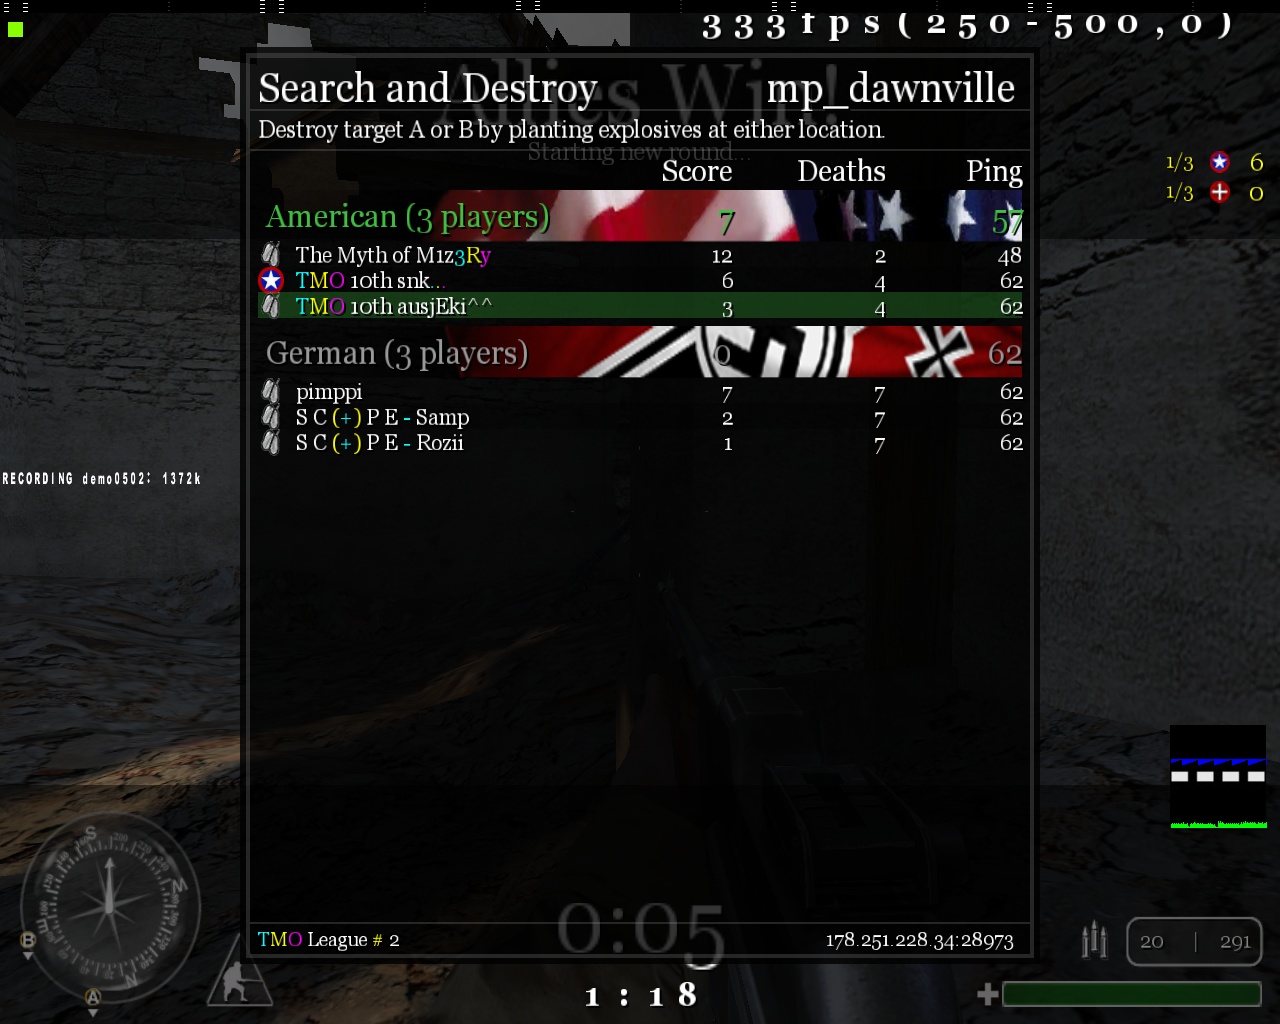 333fps(250-500,0)
Allies Win!
Search and Destroy mp_dawnville
Destroy target A or B by planting explosives at either location.
Starting new round...
Score Deaths Ping
1/3 6
1/3 0
American (3 players) 7 57
The Myth of M1z3Ry 12 2 48
TMO 10th snk... 6 4 62
TMO 10th ausjEki^^ 3 4 62
German (3 players) 0 62
pimppi 7 7 62
S C (+) P E - Samp 2 7 62
S C (+) P E - Rozii 1 7 62
RECORDING demo0502: 1372k
S
N
E
N
B
A
0:05
TMO League # 2 178.251.228.34:28973
20 | 291
1:18